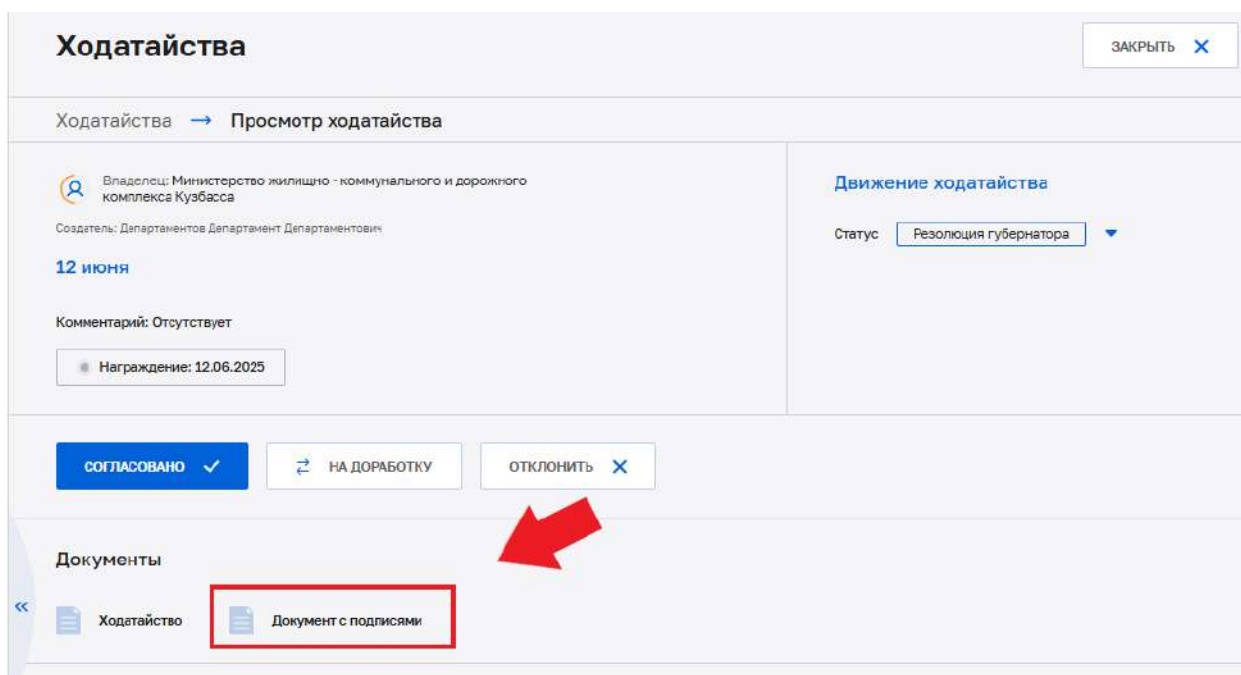 Ходатайства
ЗАКРЫТЬ
Ходатайства → Просмотр ходатайства
Владелец: Министерство жилищно - коммунального и дорожного
комплекса Кузбасса
Создатель: Департаментов Департамент Департаментович
12 июня
Комментарий: Отсутствует
Награждение: 12.06.2025
Движение ходатайства
Статус Резолюция губернатора
СОГЛАСОВАНО
НА ДОРАБОТКУ
ОТКЛОНИТЬ
Документы
Ходатайство
Документ с подписями